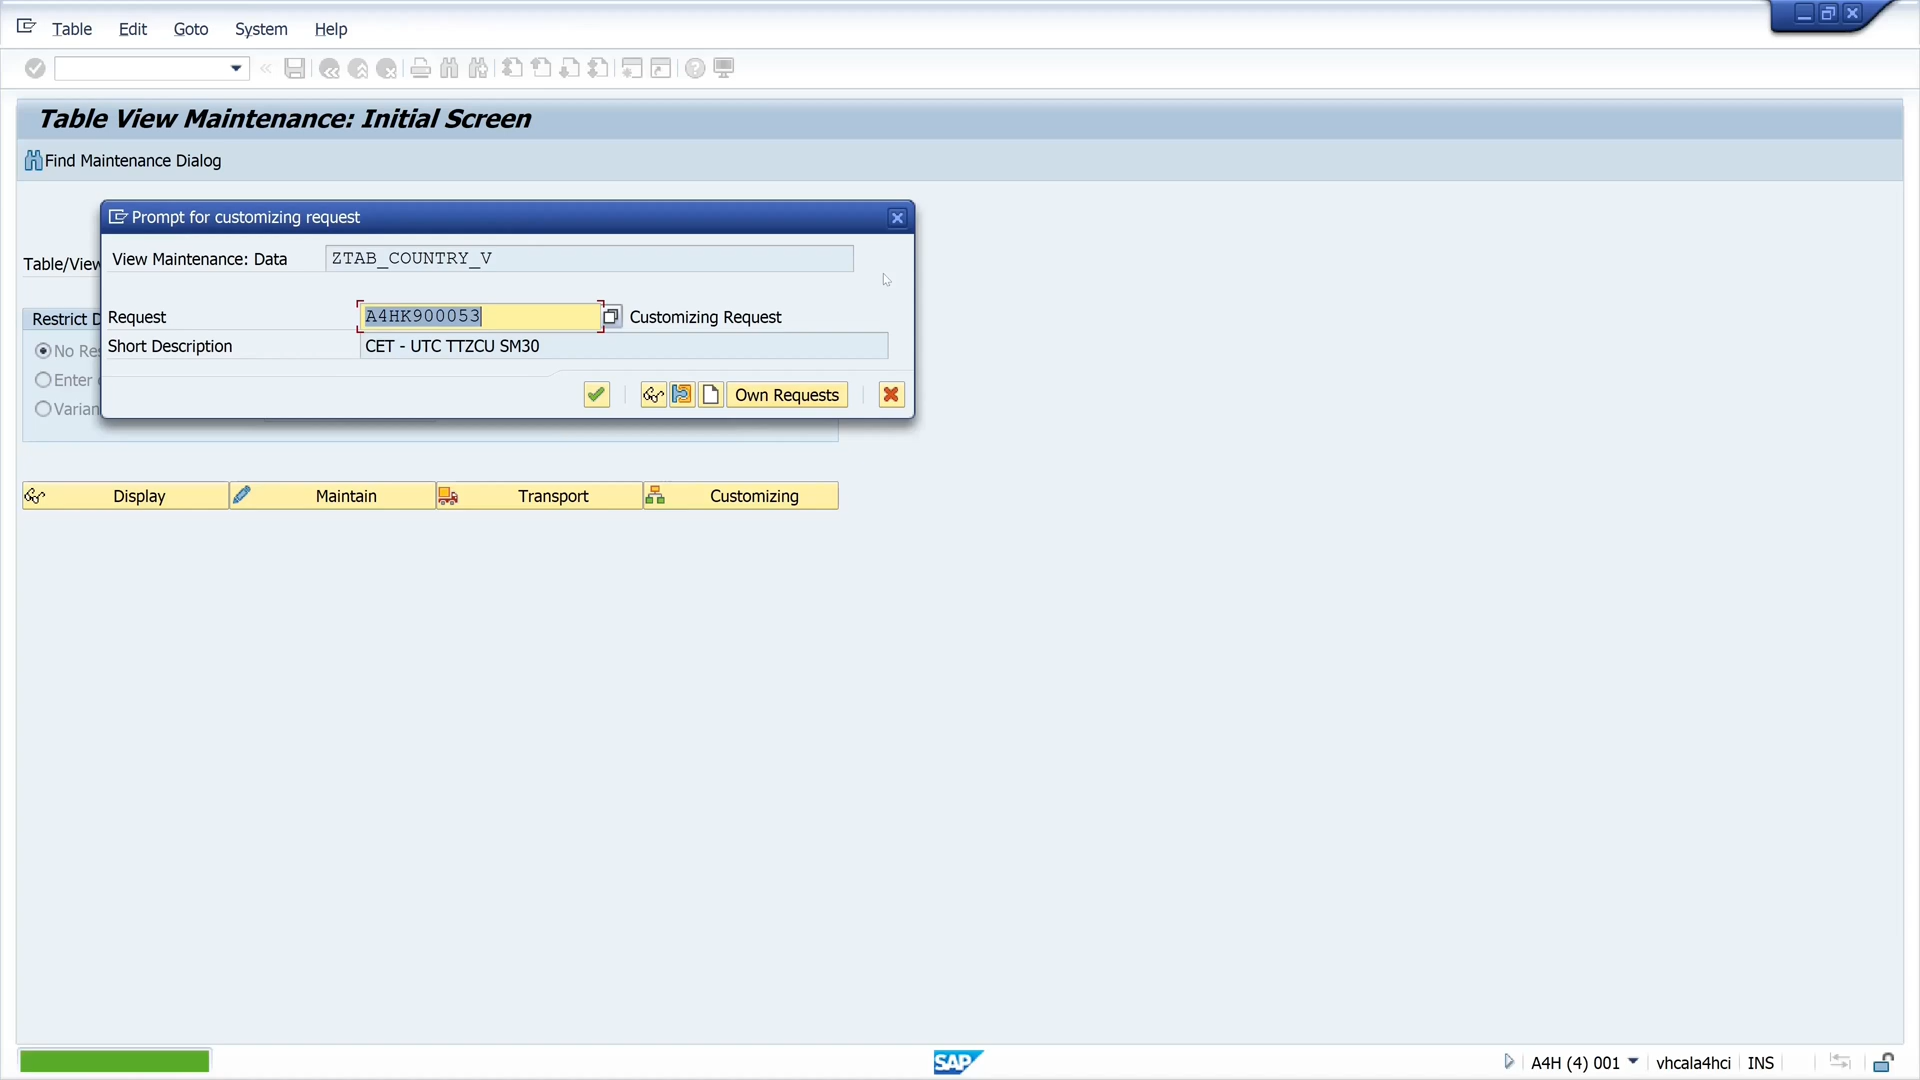 Table Edit Goto System Help
Table View Maintenance: Initial Screen
Find Maintenance Dialog
Prompt for customizing request
View Maintenance: Data ZTAB_COUNTRY_V
Table/View
Request A4HK900053 Customizing Request
Restrict D
Short Description CET - UTC TTZCU SM30
No Res
Enter
Own Requests
Varian
Display Maintain Transport Customizing
SAP A4H (4) 001 vhcala4hci INS